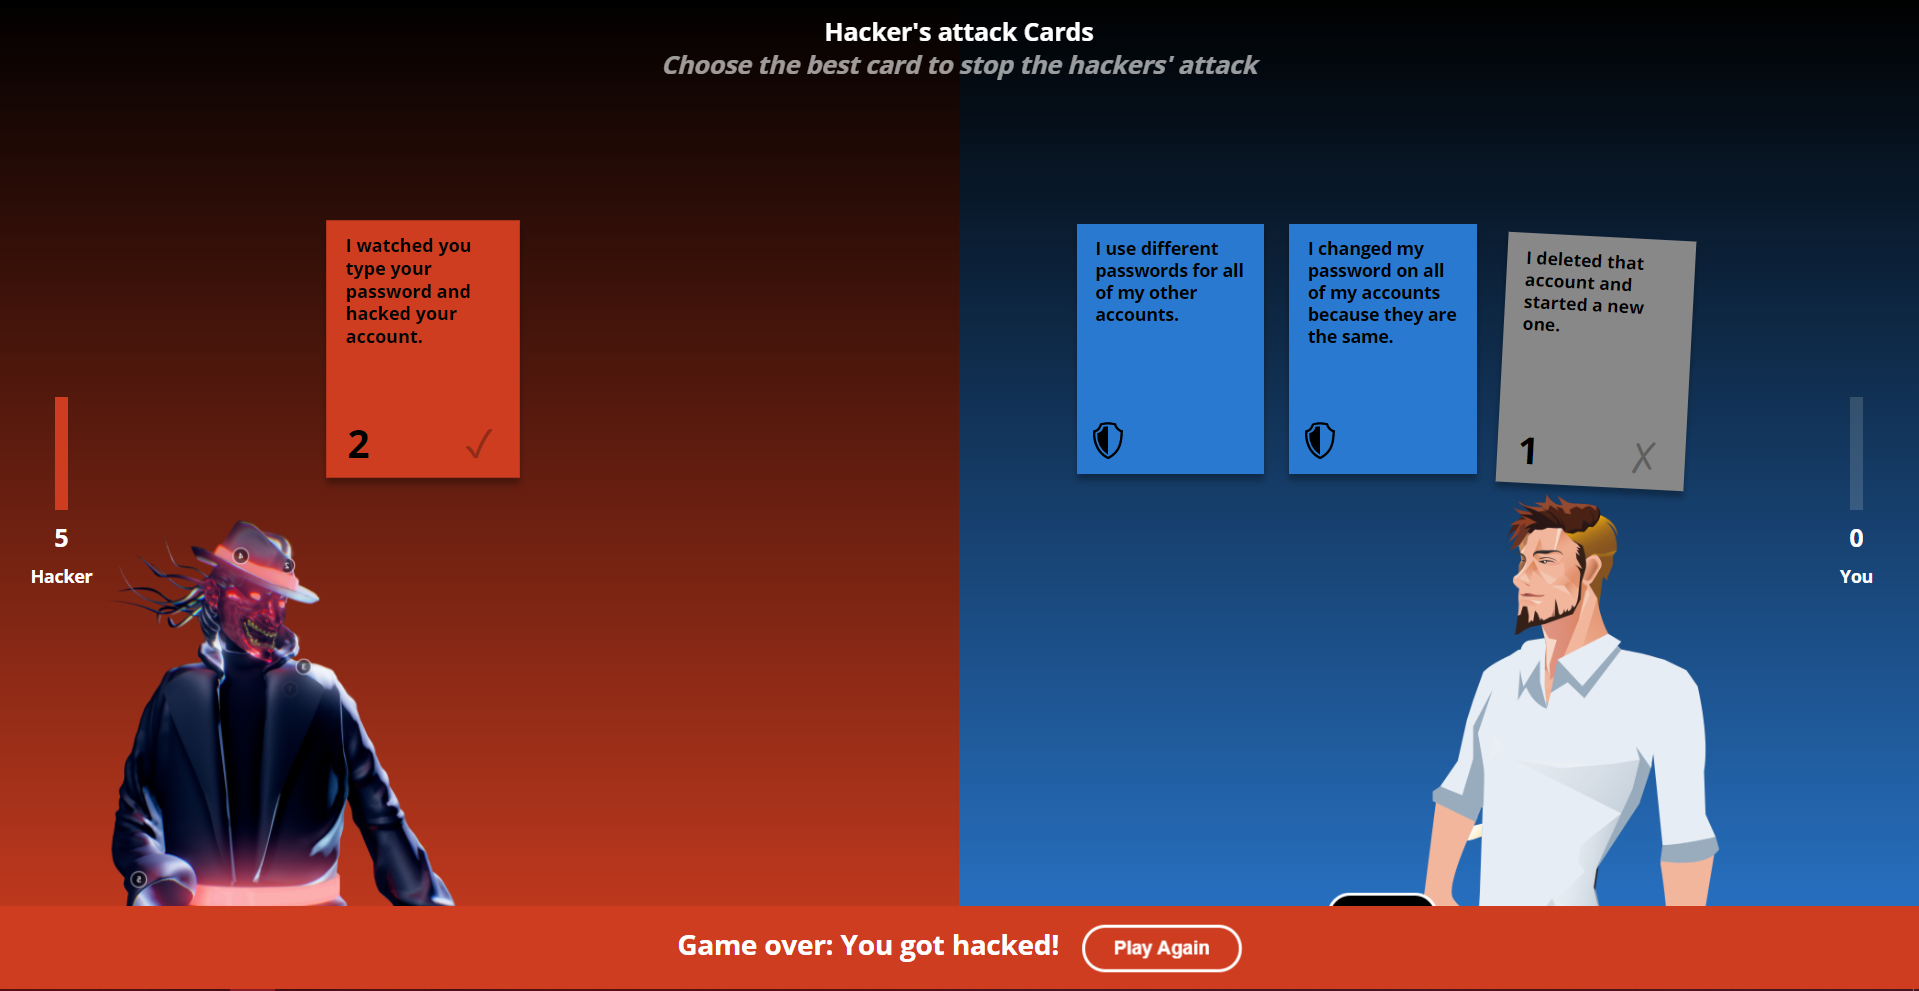 Hacker's attack Cards
Choose the best card to stop the hackers' attack
I watched you
type your
password and
hacked your
account.
2
I use different
passwords for all
of my other
accounts.
I changed my
password on all
of my accounts
because they are
the same.
I deleted that
account and
started a new
one.
1
5
Hacker
0
You
Game over: You got hacked!
Play Again